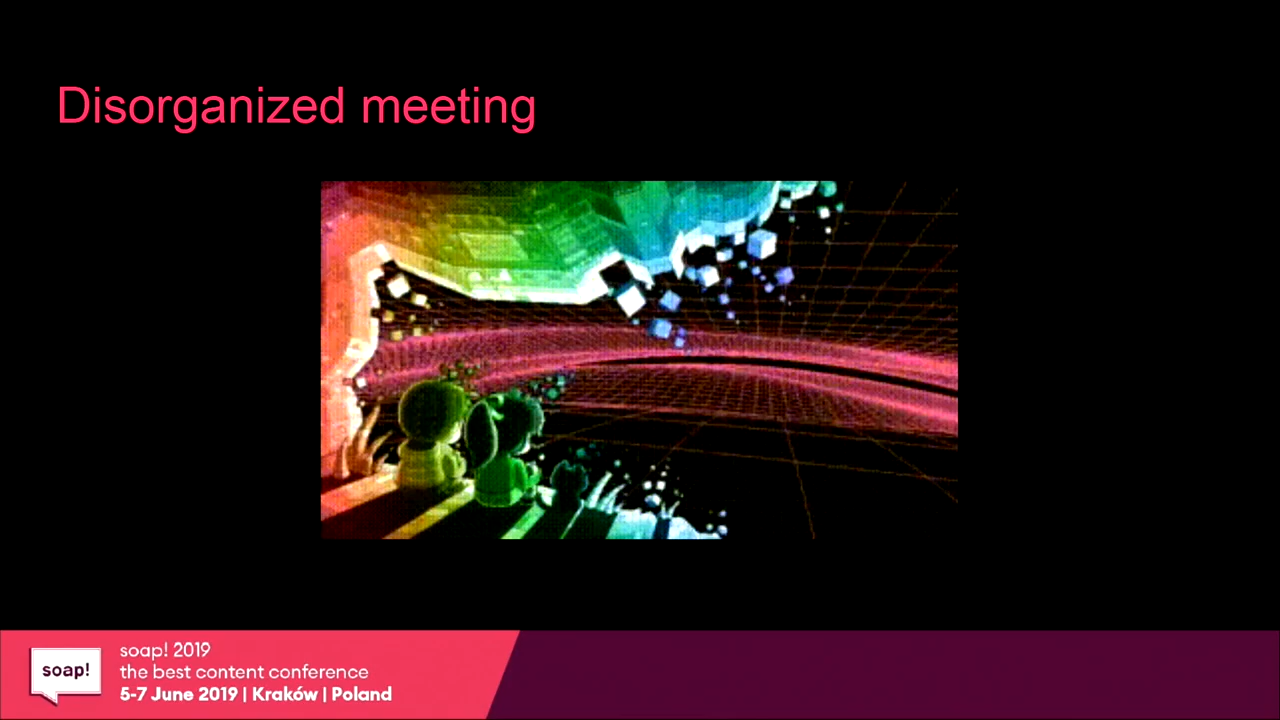 Disorganized meeting
soap!
soap! 2019
the best content conference
5-7 June 2019 | Kraków | Poland